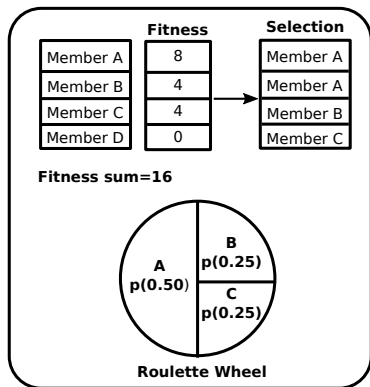 Fitness
Selection
Member A 8 Member A
Member B 4 Member A
Member C 4 Member B
Member D 0 Member C
Fitness sum=16
A
p(0.50)
B
p(0.25)
C
p(0.25)
Roulette Wheel